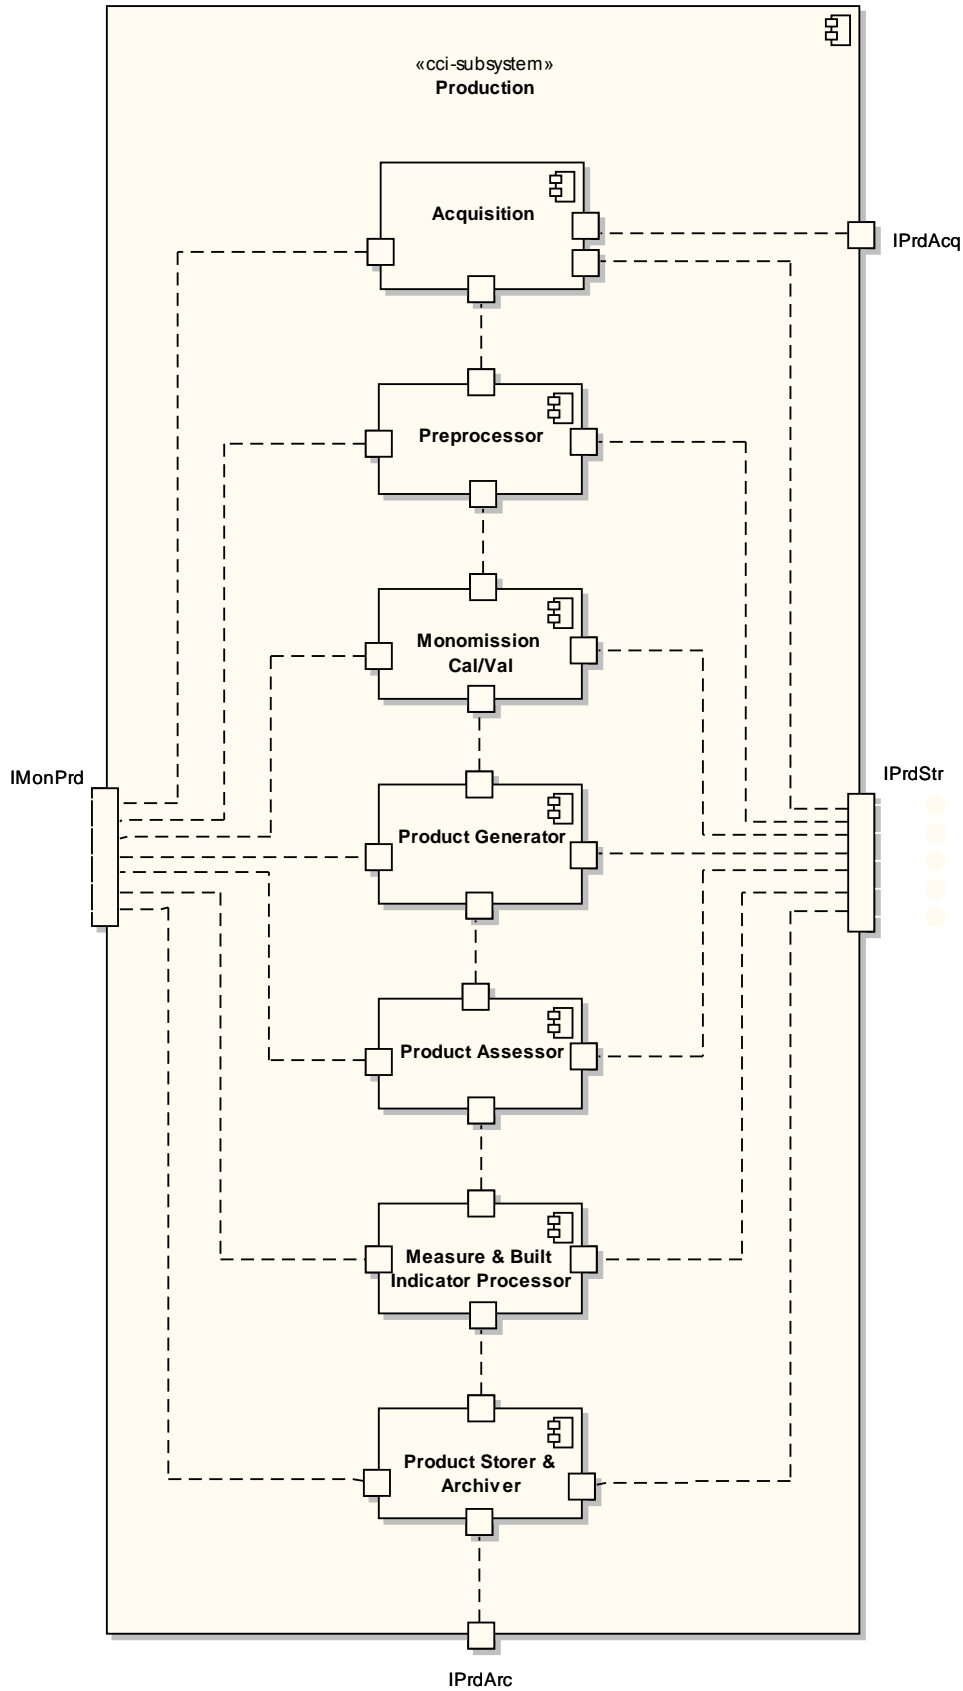 «cci-subsystem»
Production
Acquisition
IPrdAcq
Preprocessor
Monomission
Cal/Val
IMonPrd
IPrdStr
Product Generator
Product Assessor
Measure & Built
Indicator Processor
Product Storer &
Archiver
IPrdArc